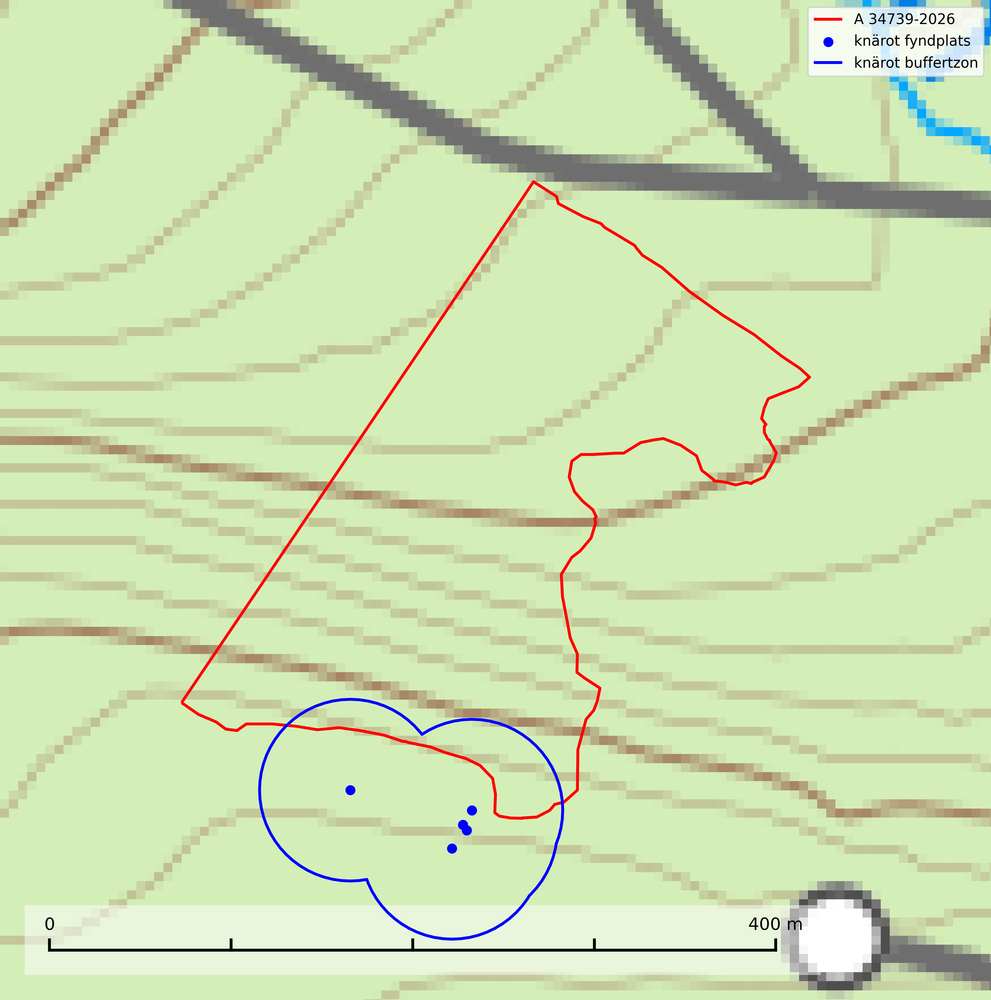 A 34739-2026
knärot fyndplats
knärot buffertzon
0
400 m